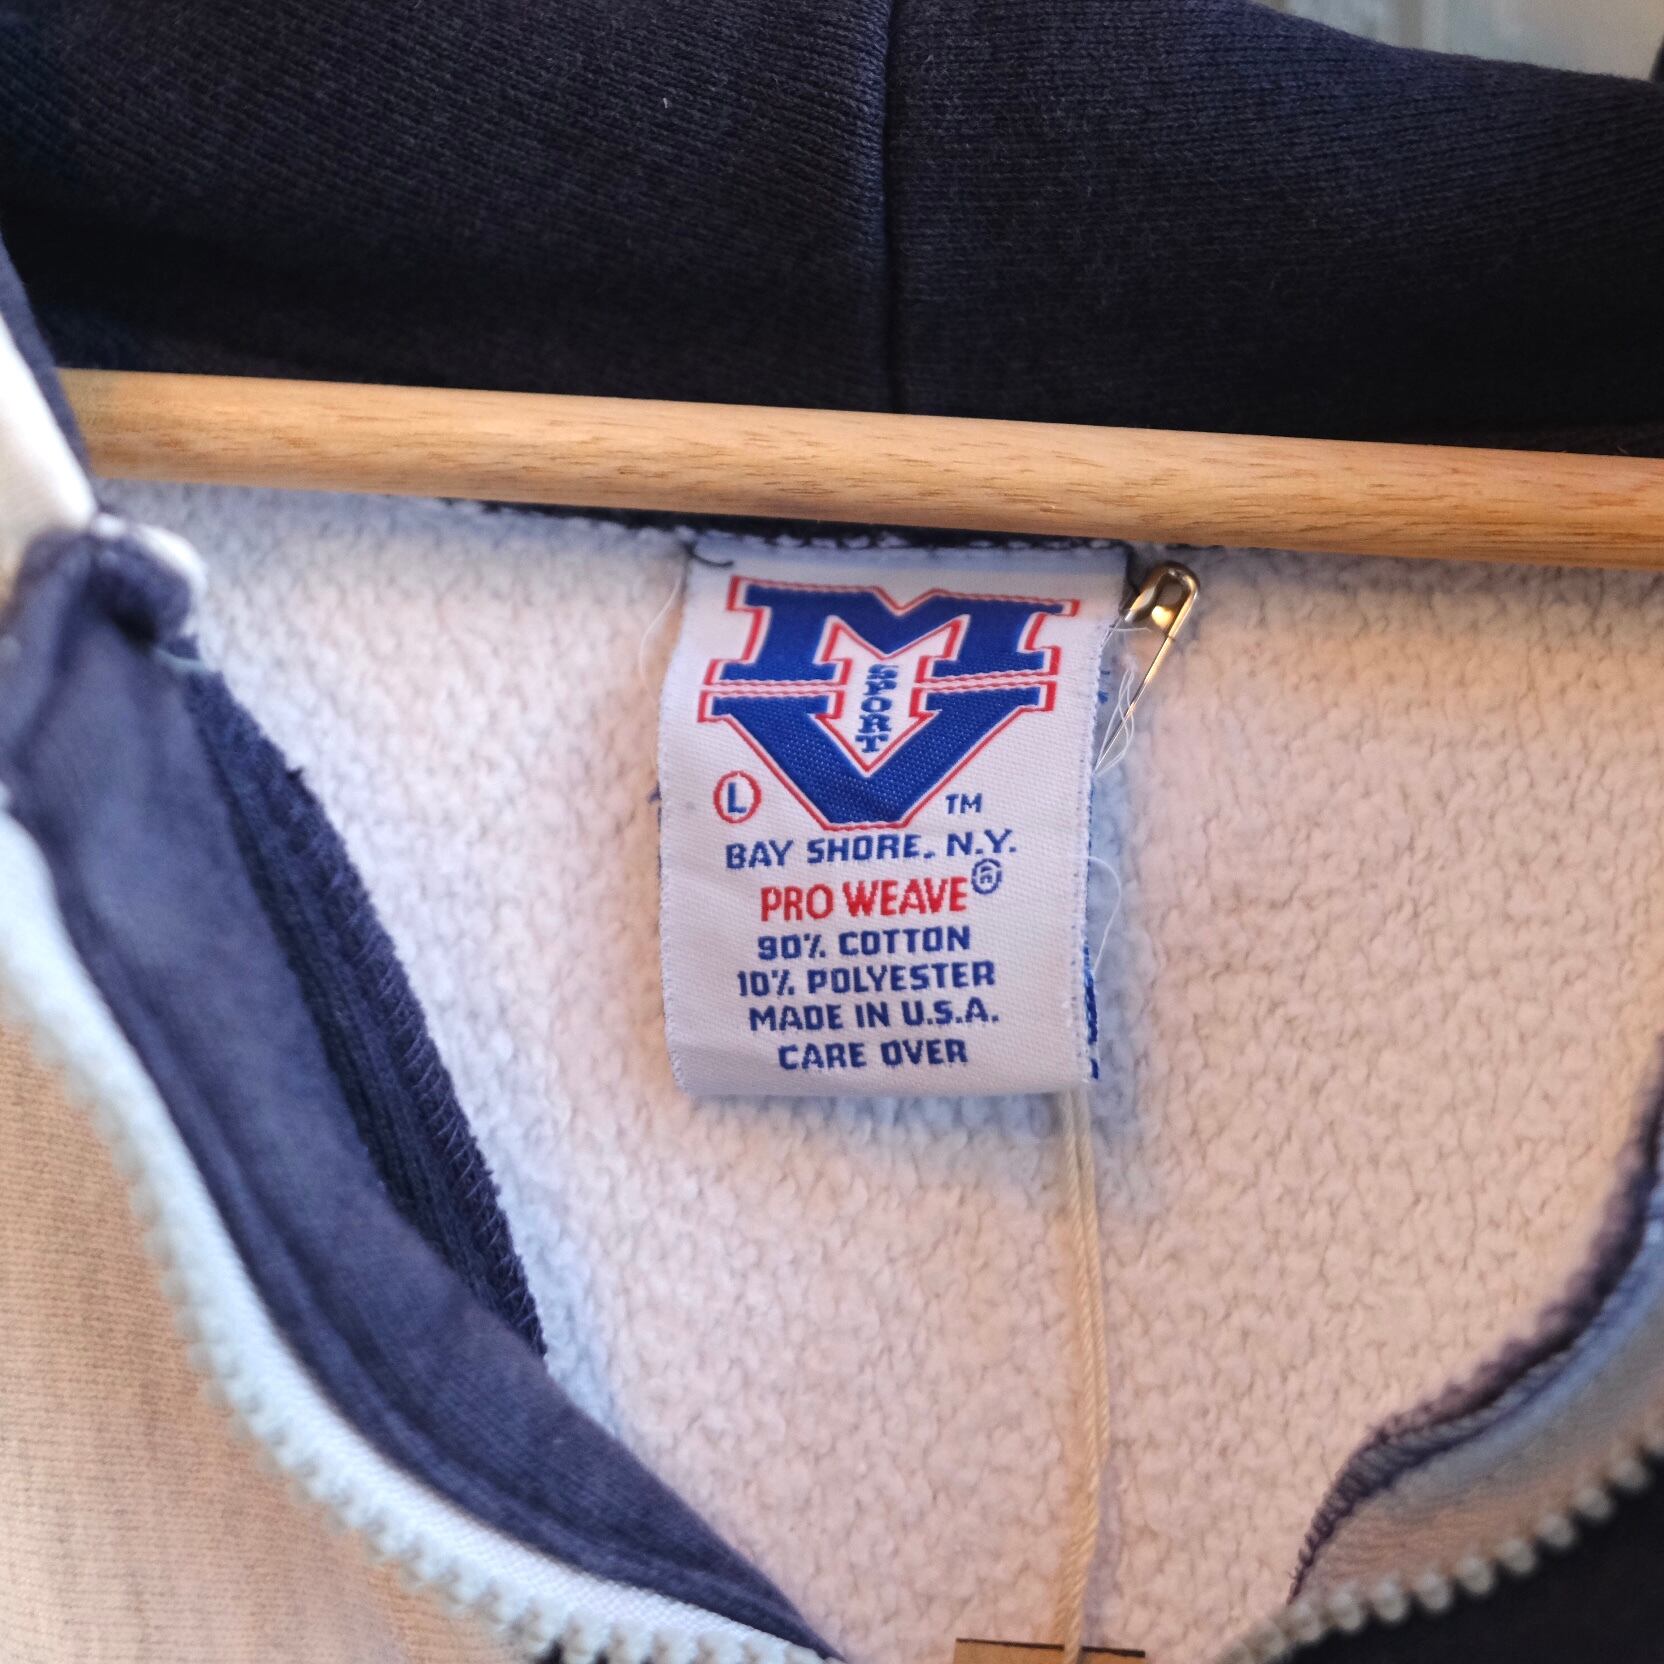 MV
SPORT
L
TM
BAY SHORE, N.Y.
PRO WEAVE®
90% COTTON
10% POLYESTER
MADE IN U.S.A.
CARE OVER